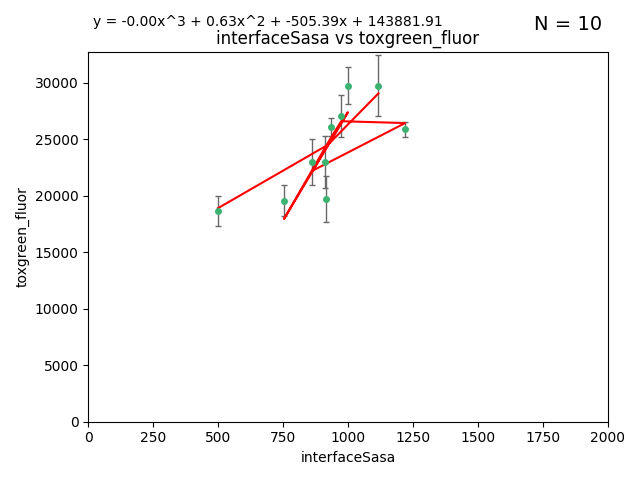 y = -0.00x^3 + 0.63x^2 + -505.39x + 143881.91
N = 10
interfaceSasa vs toxgreen_fluor
30000
25000
20000
15000
10000
5000
0
toxgreen_fluor
0 250 500 750 1000 1250 1500 1750 2000
interfaceSasa